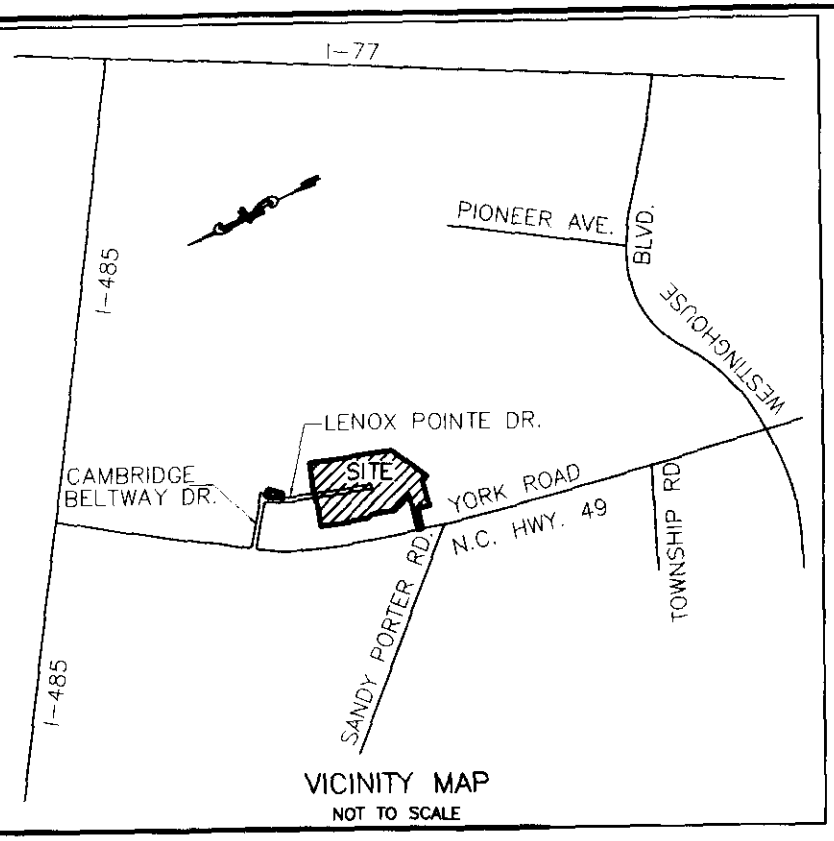 I-77
PIONEER AVE.
BLVD.
I-485
WESTINGHOUSE
LENOX POINTE DR.
CAMBRIDGE
BELTWAY DR.
SITE
YORK ROAD
N.C. HWY. 49
TOWNSHIP RD
SANDY PORTER RD.
I-485
VICINITY MAP
NOT TO SCALE